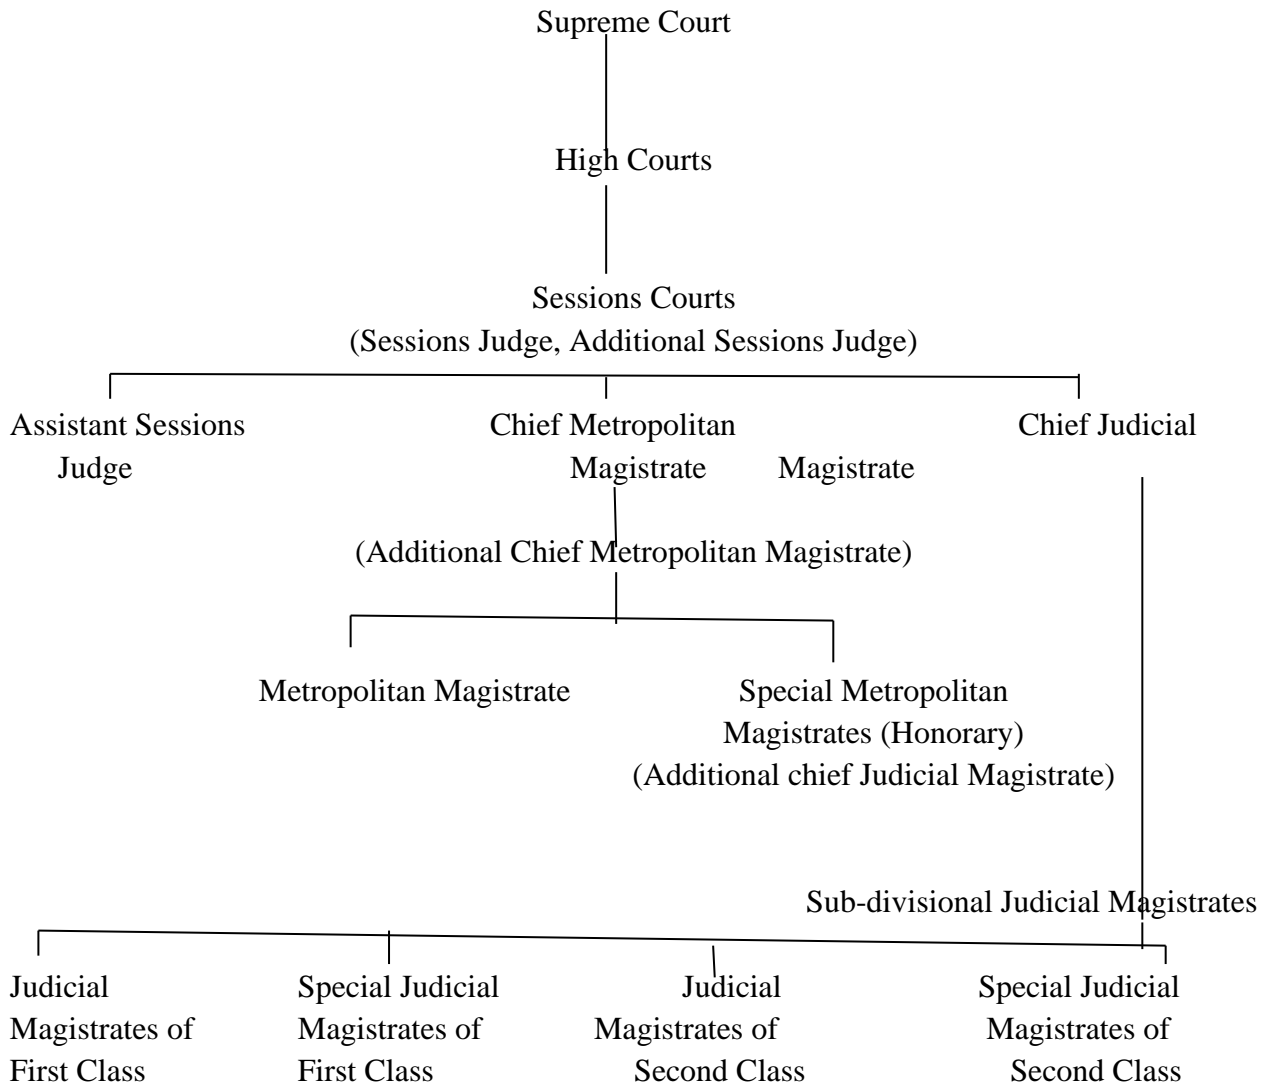 Supreme Court
High Courts
Sessions Courts
(Sessions Judge, Additional Sessions Judge)
Assistant Sessions Chief Metropolitan Chief Judicial
Judge Magistrate Magistrate
(Additional Chief Metropolitan Magistrate)
Metropolitan Magistrate Special Metropolitan
Magistrates (Honorary)
(Additional chief Judicial Magistrate)
Sub-divisional Judicial Magistrates
Judicial Special Judicial Judicial Special Judicial
Magistrates of Magistrates of Magistrates of Magistrates of
First Class First Class Second Class Second Class